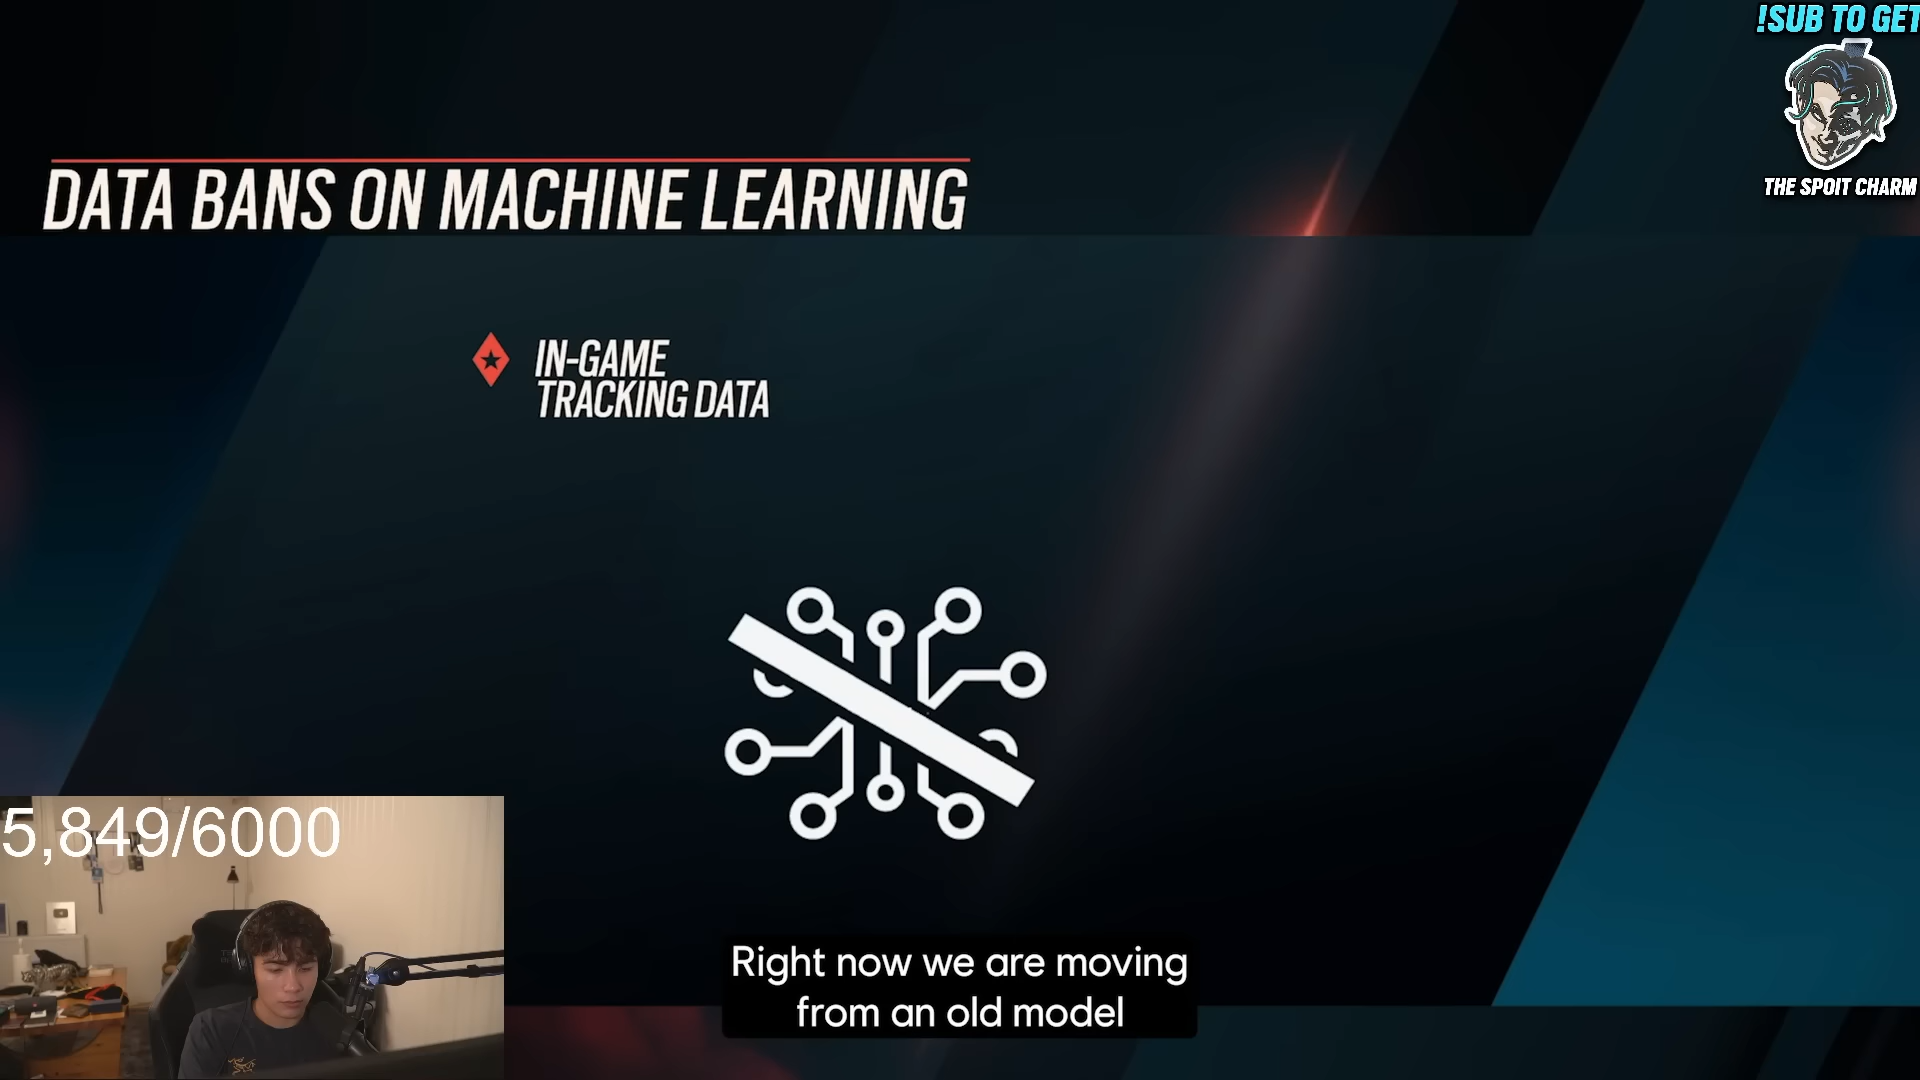 !SUB TO GET
THE SPOIT CHARM
DATA BANS ON MACHINE LEARNING
IN-GAME
TRACKING DATA
5,849/6000
Right now we are moving
from an old model